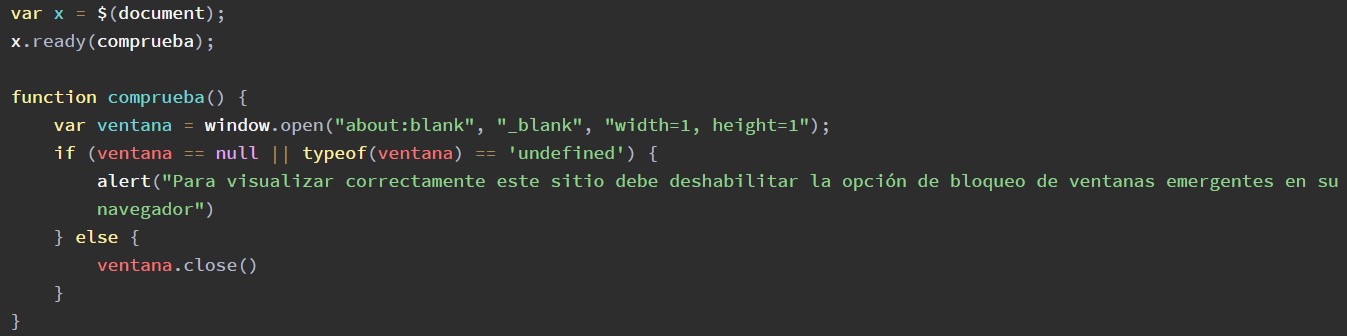 var x = $(document);
x.ready(comprueba);

function comprueba() {
    var ventana = window.open("about:blank", "_blank", "width=1, height=1");
    if (ventana == null || typeof(ventana) == 'undefined') {
        alert("Para visualizar correctamente este sitio debe deshabilitar la opción de bloqueo de ventanas emergentes en su
        navegador")
    } else {
        ventana.close()
    }
}